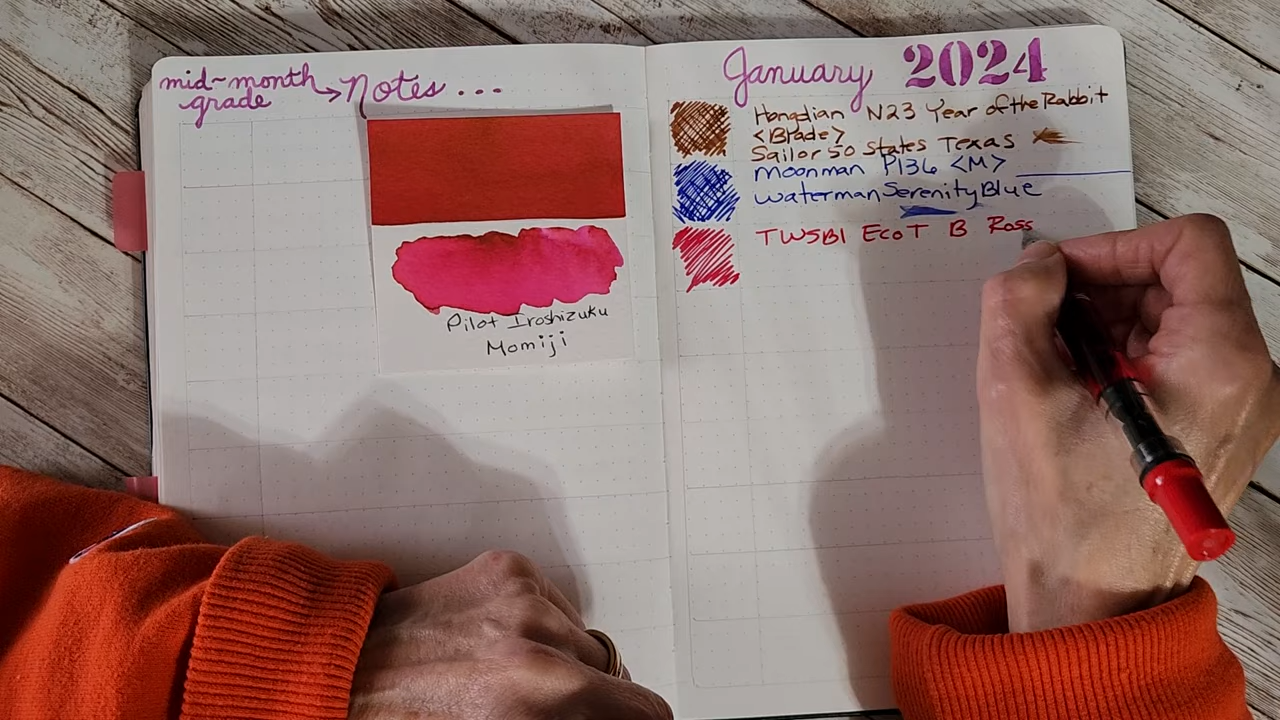 mid-month
grade → Notes...
Pilot Iroshizuku
Momiji
January 2024
Hongdian N23 Year of the Rabbit
<Blade>
Sailor 50 States Texas
Moonman P136 <M>
Waterman Serenity Blue
TWSBI Eco T B Ross